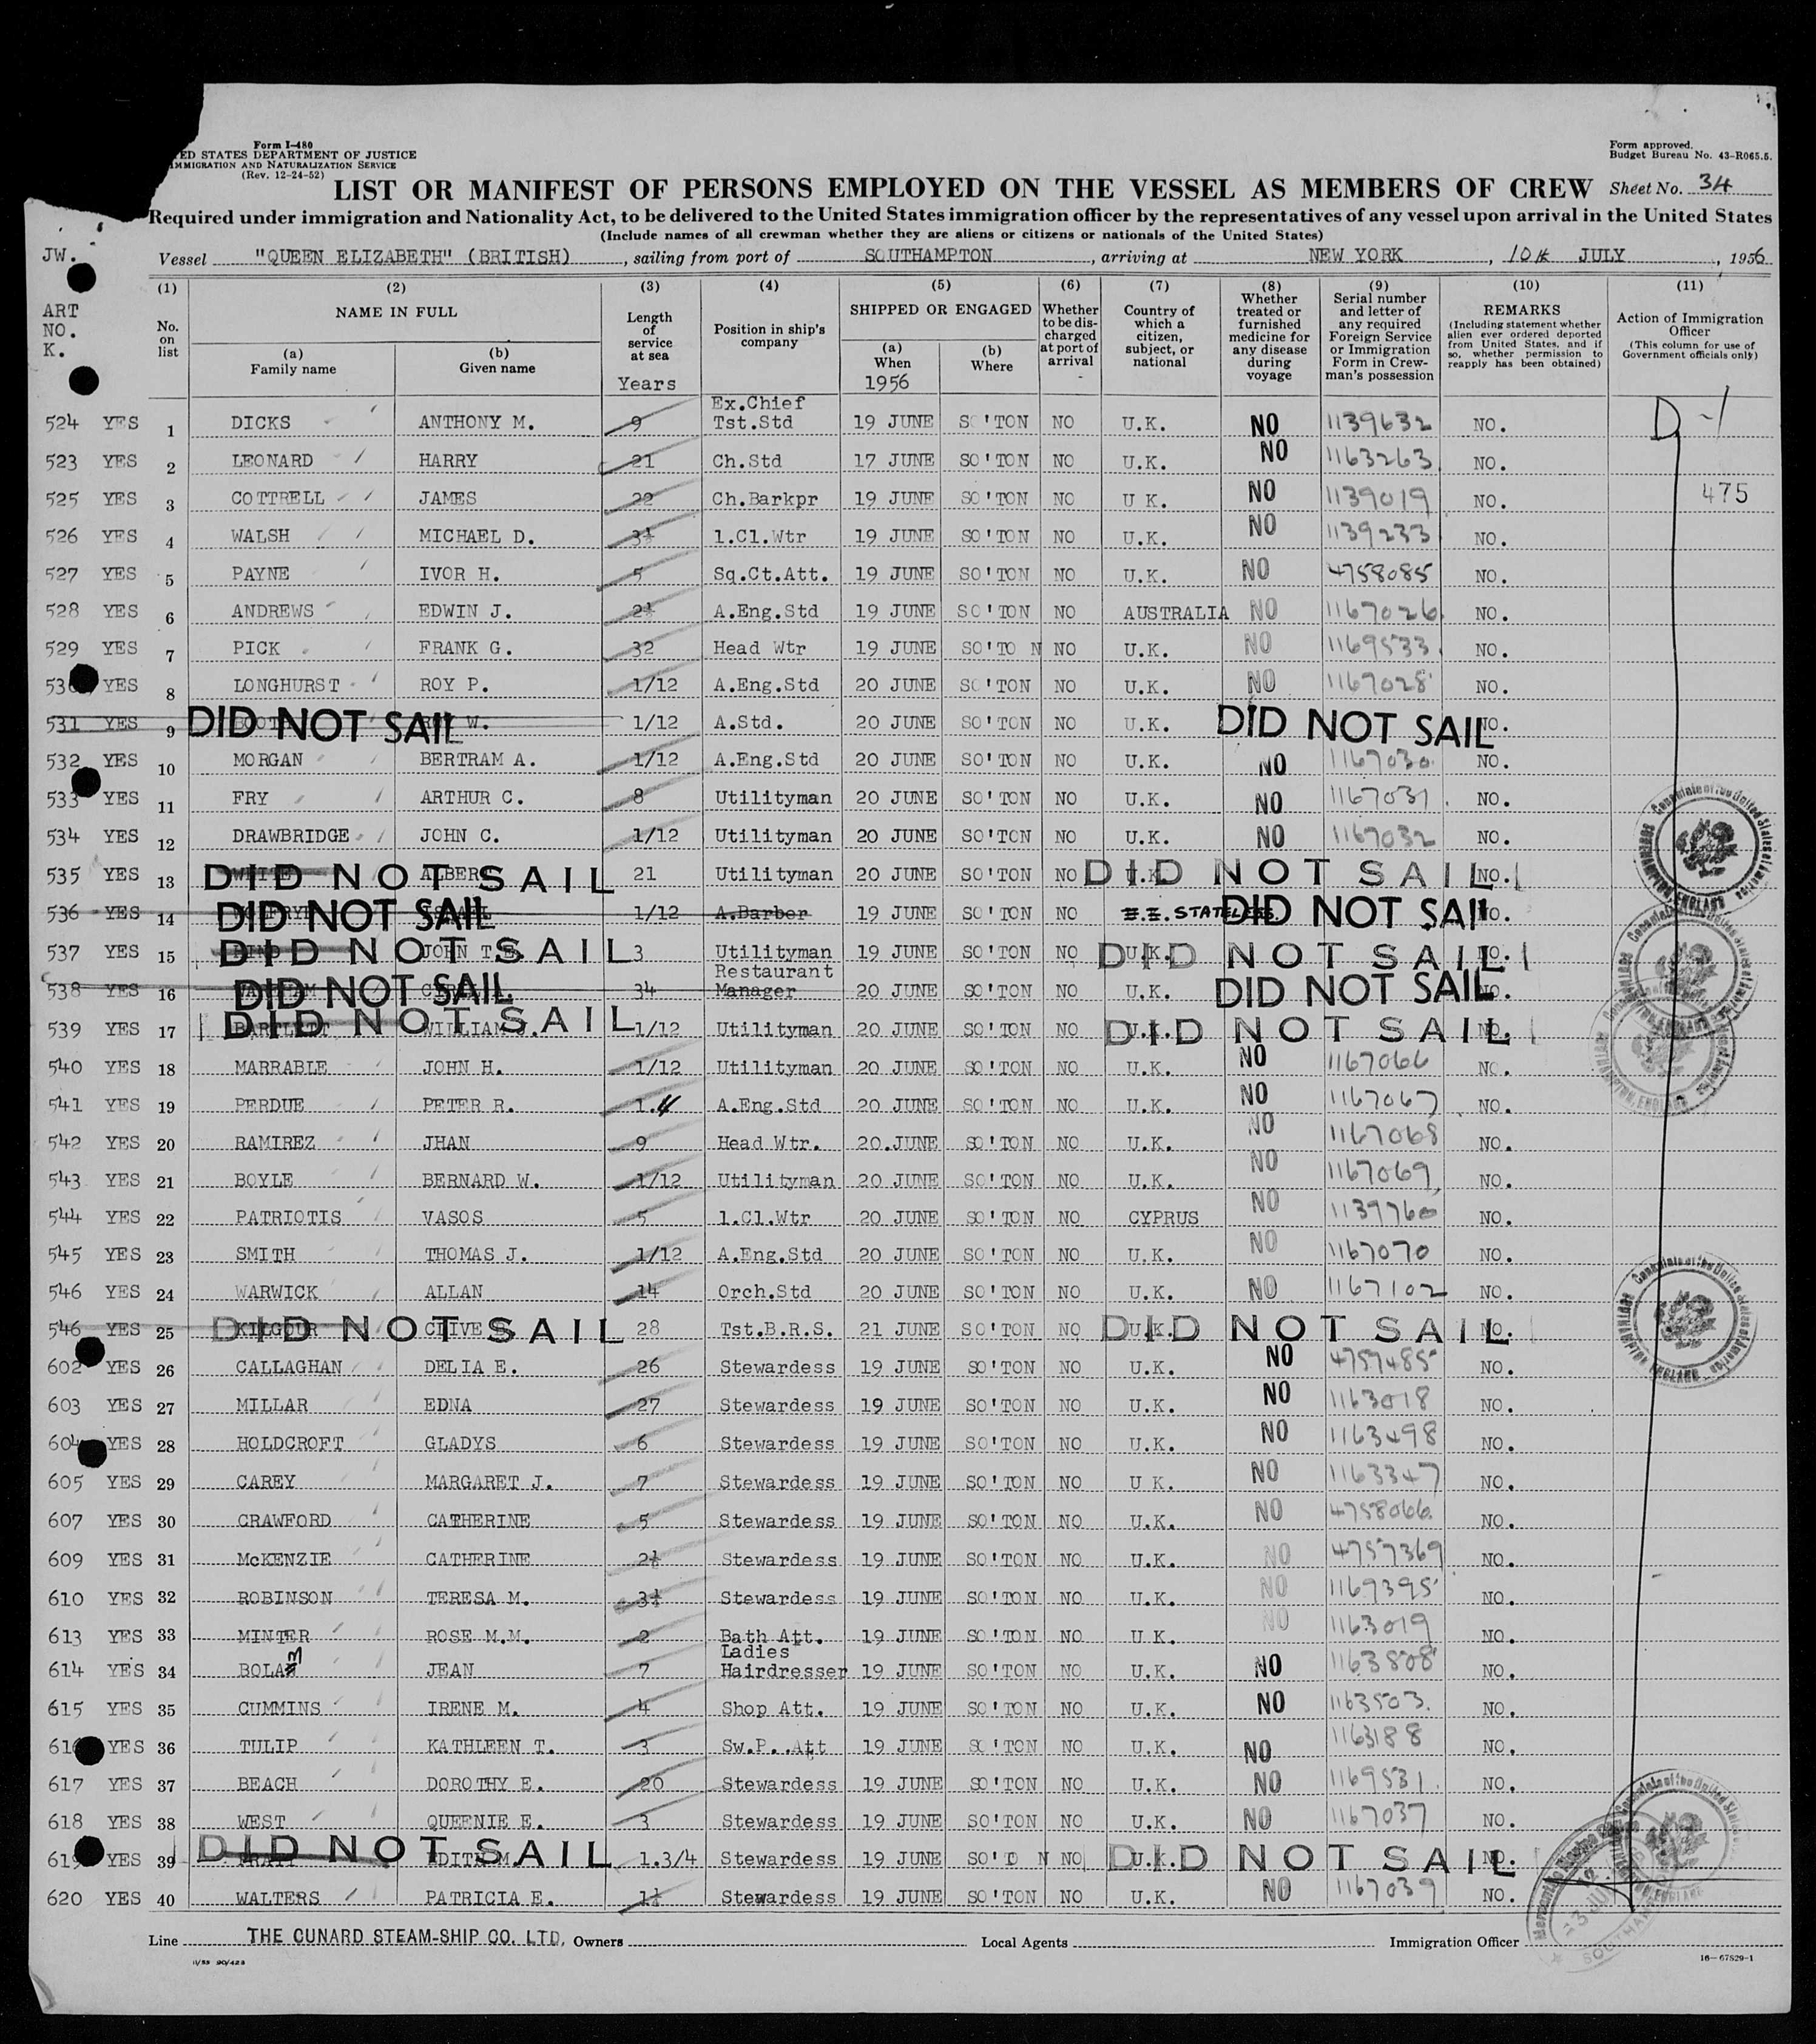 Form I-480
ED STATES DEPARTMENT OF JUSTICE
IMMIGRATION AND NATURALIZATION SERVICE
(Rev. 12-24-52)
Form approved.
Budget Bureau No. 43-R065.5.
LIST OR MANIFEST OF PERSONS EMPLOYED ON THE VESSEL AS MEMBERS OF CREW Sheet No. 34
Required under immigration and Nationality Act, to be delivered to the United States immigration officer by the representatives of any vessel upon arrival in the United States
(Include names of all crewman whether they are aliens or citizens or nationals of the United States)
JW. Vessel "QUEEN ELIZABETH" (BRITISH), sailing from port of SOUTHAMPTON, arriving at NEW YORK, 10th JULY, 1956
ART NO. K.
(1) No. on list
(2) NAME IN FULL (a) Family name (b) Given name
(3) Length of service at sea Years
(4) Position in ship's company
(5) SHIPPED OR ENGAGED (a) When 1956 (b) Where
(6) Whether to be discharged at port of arrival
(7) Country of which a citizen, subject, or national
(8) Whether treated or furnished medicine for any disease during voyage
(9) Serial number and letter of any required Foreign Service or Immigration Form in Crewman's possession
(10) REMARKS (Including statement whether alien ever ordered deported from United States, and if so, whether permission to reapply has been obtained)
(11) Action of Immigration Officer (This column for use of Government officials only)
524 YES 1 DICKS ANTHONY M. 9 Ex.Chief Tst.Std 19 JUNE SO'TON NO U.K. NO 1139632 NO. D-1
523 YES 2 LEONARD HARRY 21 Ch.Std 17 JUNE SO'TON NO U.K. NO 1163263 NO.
525 YES 3 COTTRELL JAMES 22 Ch.Barkpr 19 JUNE SO'TON NO U K. NO 1139019 NO. 475
526 YES 4 WALSH MICHAEL D. 3½ 1.Cl.Wtr 19 JUNE SO'TON NO U.K. NO 1139233 NO.
527 YES 5 PAYNE IVOR H. 5 Sq.Ct.Att. 19 JUNE SO'TON NO U.K. NO 4758085 NO.
528 YES 6 ANDREWS EDWIN J. 2½ A.Eng.Std 19 JUNE SO'TON NO AUSTRALIA NO 1167026 NO.
529 YES 7 PICK FRANK G. 32 Head Wtr 19 JUNE SO'TO N NO U.K. NO 1169533 NO.
530 YES 8 LONGHURST ROY P. 1/12 A.Eng.Std 20 JUNE SO'TON NO U.K. NO 1167028 NO.
531 YES 9 DID NOT SAIL W. 1/12 A.Std. 20 JUNE SO'TON NO U.K. DID NOT SAIL NO.
532 YES 10 MORGAN BERTRAM A. 1/12 A.Eng.Std 20 JUNE SO'TON NO U.K. NO 1167030 NO.
533 YES 11 FRY ARTHUR C. 8 Utilityman 20 JUNE SO'TON NO U.K. NO 1167031 NO.
534 YES 12 DRAWBRIDGE JOHN C. 1/12 Utilityman 20 JUNE SO'TON NO U.K. NO 1167032 NO.
535 YES 13 DID NOT SAIL 21 Utilityman 20 JUNE SO'TON NO U.K. DID NOT SAIL NO.
536 YES 14 DID NOT SAIL 1/12 A.Barber 19 JUNE SO'TON NO STATELESS. DID NOT SAIL NO.
537 YES 15 JOHN DID NOT SAIL 3 Utilityman 19 JUNE SO'TON NO U.K. DID NOT SAIL NO.
538 YES 16 DID NOT SAIL 34 Restaurant Manager 20 JUNE SO'TON NO U.K. DID NOT SAIL NO.
539 YES 17 BARTLETT WILLIAM J. DID NOT SAIL 1/12 Utilityman 20 JUNE SO'TON NO U.K. DID NOT SAIL NO.
540 YES 18 MARRABLE JOHN H. 1/12 Utilityman 20 JUNE SO'TON NO U.K. NO 1167066 NO.
541 YES 19 PERDUE PETER R. 1.4 A.Eng.Std 20 JUNE SO'TON NO U.K. NO 1167067 NO.
542 YES 20 RAMIREZ JHAN 9 Head Wtr. 20.JUNE SO'TON NO U.K. NO 1167068 NO.
543 YES 21 BOYLE BERNARD W. 1/12 Utilityman 20 JUNE SO'TON NO U.K. NO 1167069 NO.
544 YES 22 PATRIOTIS VASOS 5 1.Cl.Wtr 20 JUNE SO'TON NO CYPRUS NO 1139760 NO.
545 YES 23 SMITH THOMAS J. 1/12 A.Eng.Std 20 JUNE SO'TON NO U.K. NO 1167070 NO.
546 YES 24 WARWICK ALLAN 14 Orch.Std 20 JUNE SO'TON NO U.K. NO 1167102 NO.
546 YES 25 KILGOUR CLIVE DID NOT SAIL 28 Tst.B.R.S. 21 JUNE SO'TON NO U.K. DID NOT SAIL NO.
602 YES 26 CALLAGHAN DELIA E. 26 Stewardess 19 JUNE SO'TON NO U.K. NO 4757485 NO.
603 YES 27 MILLAR EDNA 27 Stewardess 19 JUNE SO'TON NO U.K. NO 1163018 NO.
604 YES 28 HOLDCROFT GLADYS 6 Stewardess 19 JUNE SO'TON NO U.K. NO 1163498 NO.
605 YES 29 CAREY MARGARET J. 7 Stewardess 19 JUNE SO'TON NO U K. NO 1163347 NO.
607 YES 30 CRAWFORD CATHERINE 5 Stewardess 19 JUNE SO'TON NO U.K. NO 4758066 NO.
609 YES 31 McKENZIE CATHERINE 2½ Stewardess 19 JUNE SO'TON NO U.K. NO 4757369 NO.
610 YES 32 ROBINSON TERESA M. 3½ Stewardess 19 JUNE SO'TON NO U.K. NO 1169395 NO.
613 YES 33 MINTER ROSE M.M. 2 Bath Att. 19 JUNE SO'TON NO U K. NO 1163019 NO.
614 YES 34 BOLAM JEAN 7 Ladies Hairdresser 19 JUNE SO'TON NO U.K. NO 1163808 NO.
615 YES 35 CUMMINS IRENE M. 4 Shop Att. 19 JUNE SO'TON NO U.K. NO 1163503. NO.
616 YES 36 TULIP KATHLEEN T. 3 Sw.P..Att 19 JUNE SO'TON NO U.K. NO 1163188 NO.
617 YES 37 BEACH DOROTHY E. 20 Stewardess 19 JUNE SO'TON NO U.K. NO 1169531 NO.
618 YES 38 WEST QUEENIE E. 3 Stewardess 19 JUNE SO'TON NO U.K. NO 1167037 NO.
619 YES 39 DID NOT SAIL 1.3/4 Stewardess 19 JUNE SO'TO N NO U.K. DID NOT SAIL NO.
620 YES 40 WALTERS PATRICIA E. 1½ Stewardess 19 JUNE SO'TON NO U.K. NO 1167039 NO.
Consulate of the United States of America SOUTHAMPTON, ENGLAND
Line THE CUNARD STEAM-SHIP CO. LTD. Owners Local Agents Immigration Officer
11/55 90/423
16-67529-1